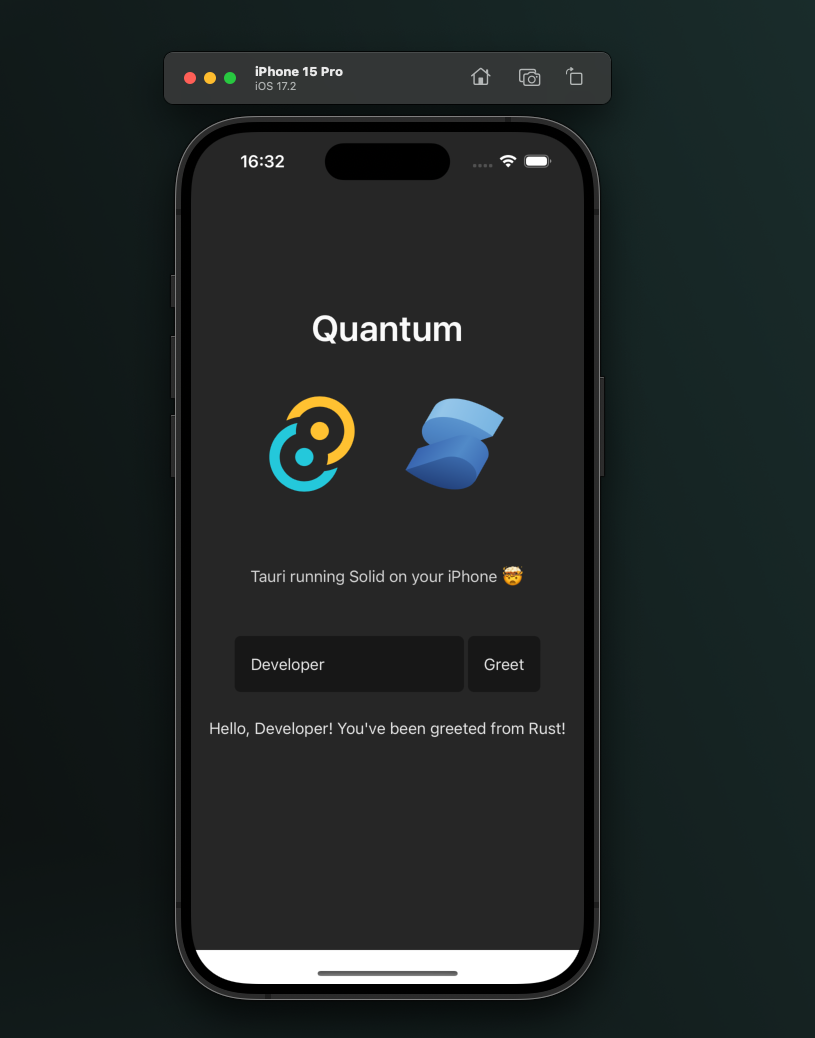 iPhone 15 Pro
iOS 17.2
16:32
Quantum
Tauri running Solid on your iPhone 🤯
Developer
Greet
Hello, Developer! You've been greeted from Rust!